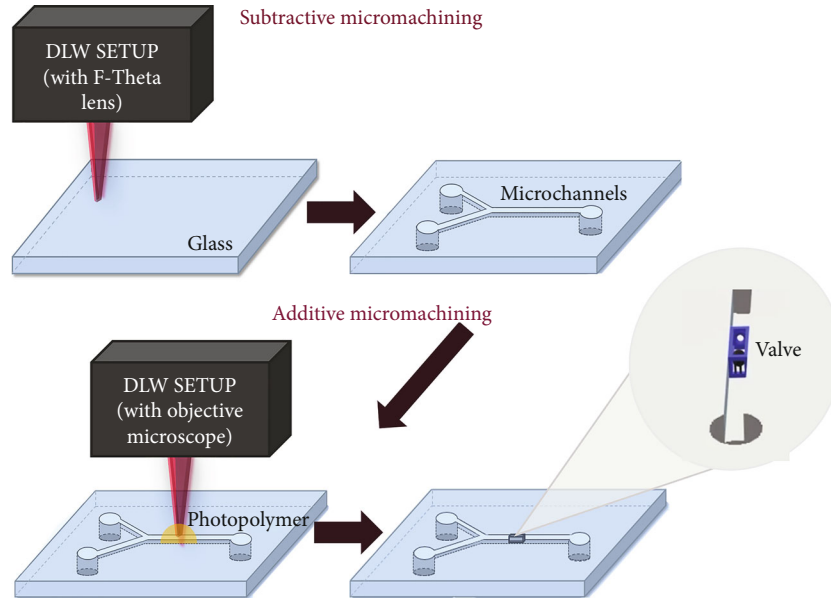 Subtractive micromachining
DLW SETUP
(with F-Theta
lens)
Glass
Microchannels
Additive micromachining
DLW SETUP
(with objective
microscope)
Photopolymer
Valve